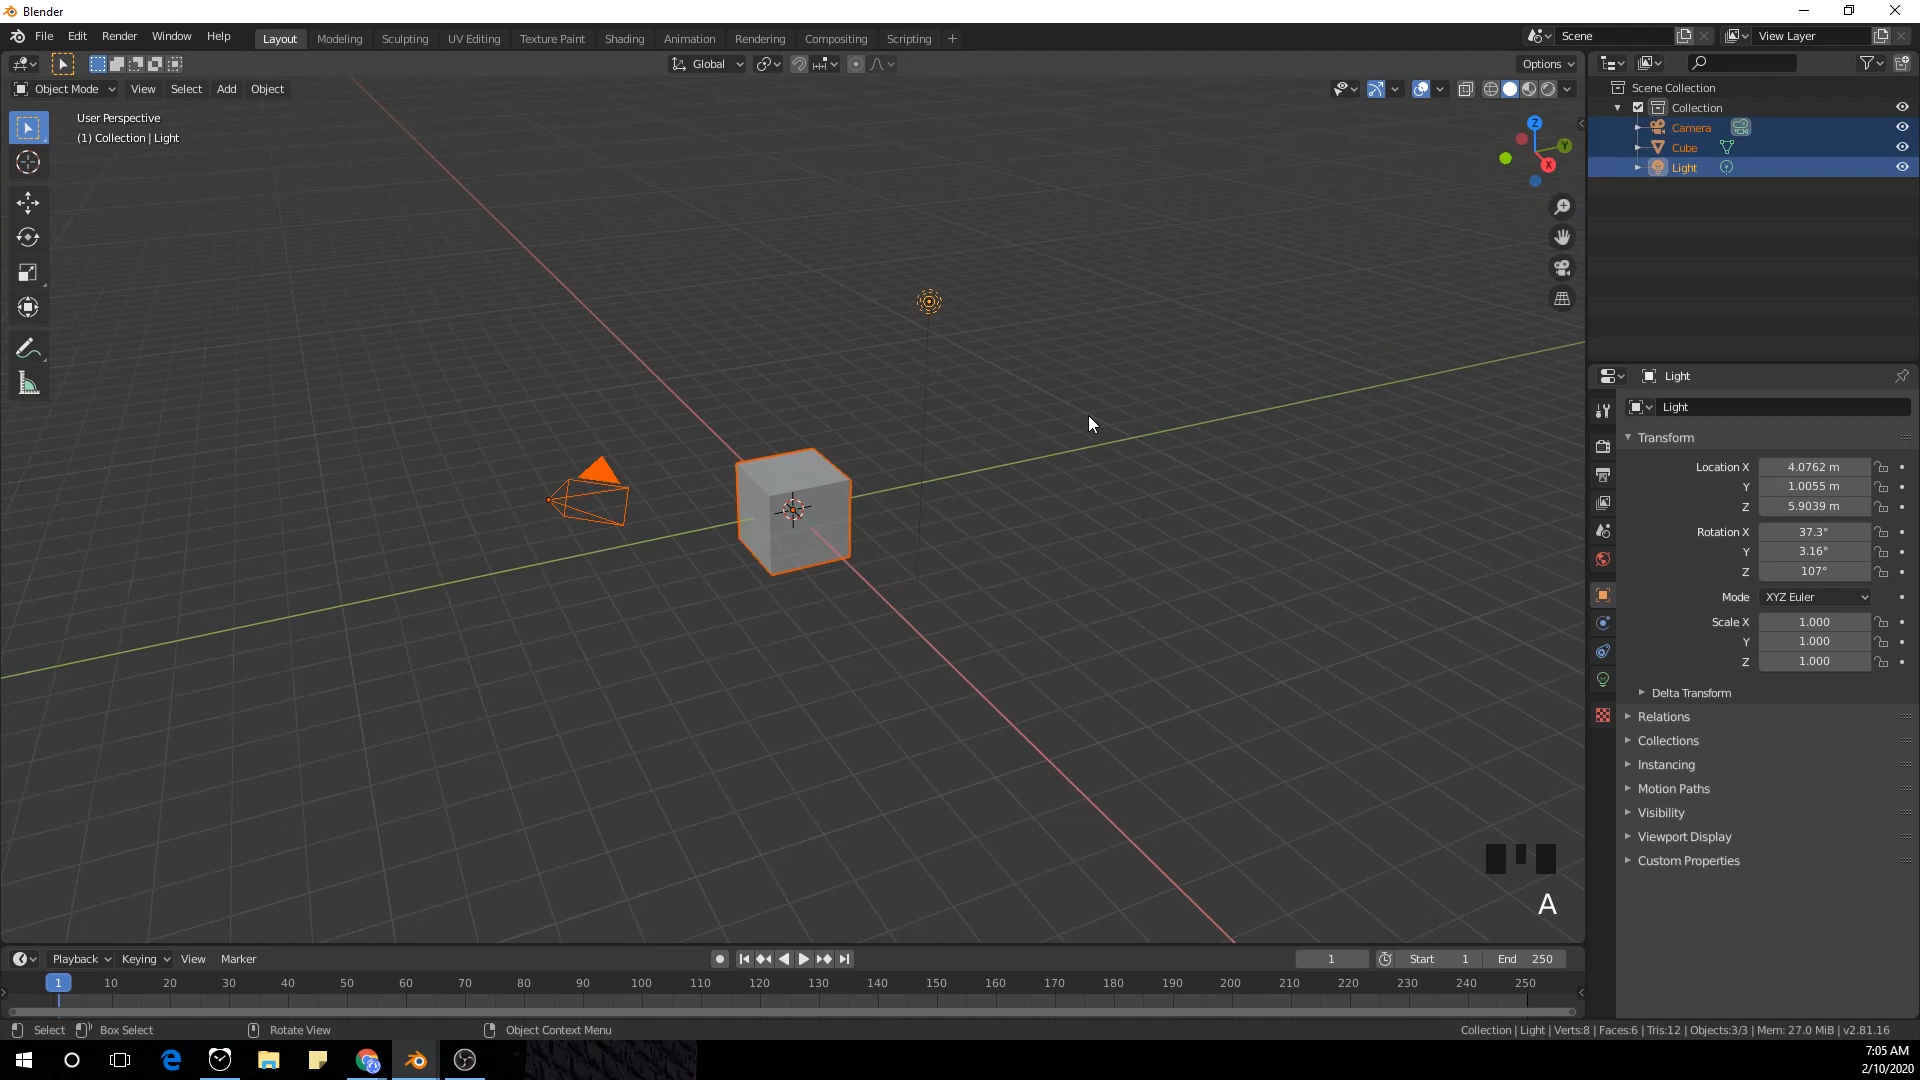 Blender
File Edit Render Window Help Layout Modeling Sculpting UV Editing Texture Paint Shading Animation Rendering Compositing Scripting + Scene View Layer
Global Options
Object Mode View Select Add Object
User Perspective
(1) Collection | Light
Z
Y
X
Scene Collection
Collection
Camera
Cube
Light
Light
Light
Transform
Location X 4.0762 m
Y 1.0055 m
Z 5.9039 m
Rotation X 37.3°
Y 3.16°
Z 107°
Mode XYZ Euler
Scale X 1.000
Y 1.000
Z 1.000
Delta Transform
Relations
Collections
Instancing
Motion Paths
Visibility
Viewport Display
Custom Properties
A
Playback Keying View Marker 1 Start 1 End 250
1 10 20 30 40 50 60 70 80 90 100 110 120 130 140 150 160 170 180 190 200 210 220 230 240 250
Select Box Select Rotate View Object Context Menu Collection | Light | Verts:8 | Faces:6 | Tris:12 | Objects:3/3 | Mem: 27.0 MiB | v2.81.16
7:05 AM
2/10/2020